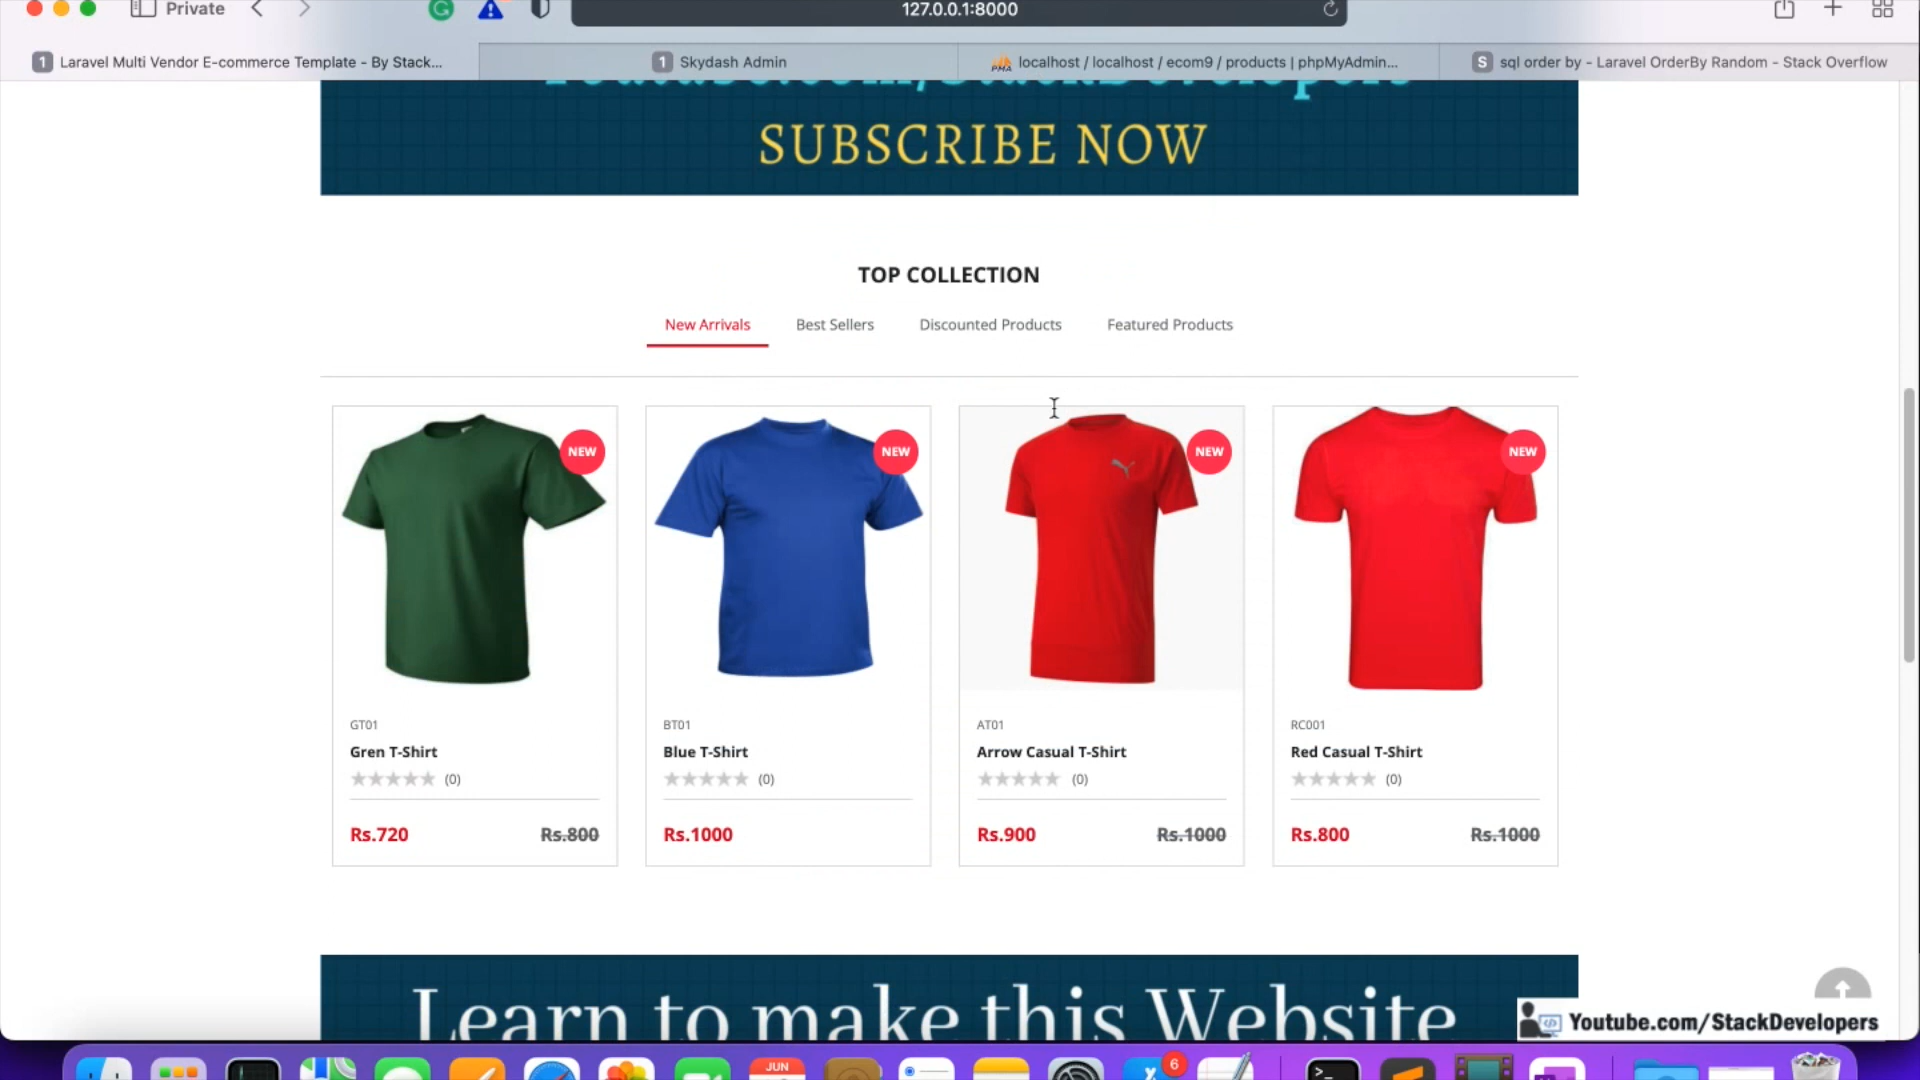 Private
127.0.0.1:8000
1 Laravel Multi Vendor E-commerce Template - By Stack...
1 Skydash Admin
PMA localhost / localhost / ecom9 / products | phpMyAdmin...
S sql order by - Laravel OrderBy Random - Stack Overflow
SUBSCRIBE NOW
TOP COLLECTION
New Arrivals Best Sellers Discounted Products Featured Products
NEW NEW NEW NEW
GT01 BT01 AT01 RC001
Gren T-Shirt Blue T-Shirt Arrow Casual T-Shirt Red Casual T-Shirt
(0) (0) (0) (0)
Rs.720 Rs.800 Rs.1000 Rs.900 Rs.1000 Rs.800 Rs.1000
Learn to make this Website
Youtube.com/StackDevelopers
JUN
6